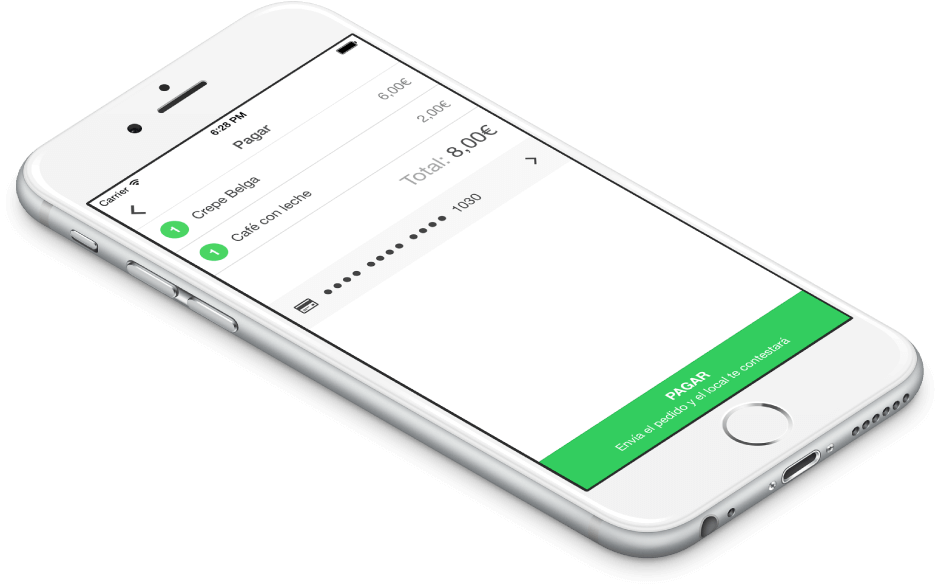 Carrier 6:28 PM
Pagar
1 Crepe Belga 6,00€
1 Café con leche 2,00€
Total: 8,00€
•••• •••• •••• 1030
PAGAR
Envía el pedido y el local te contestará